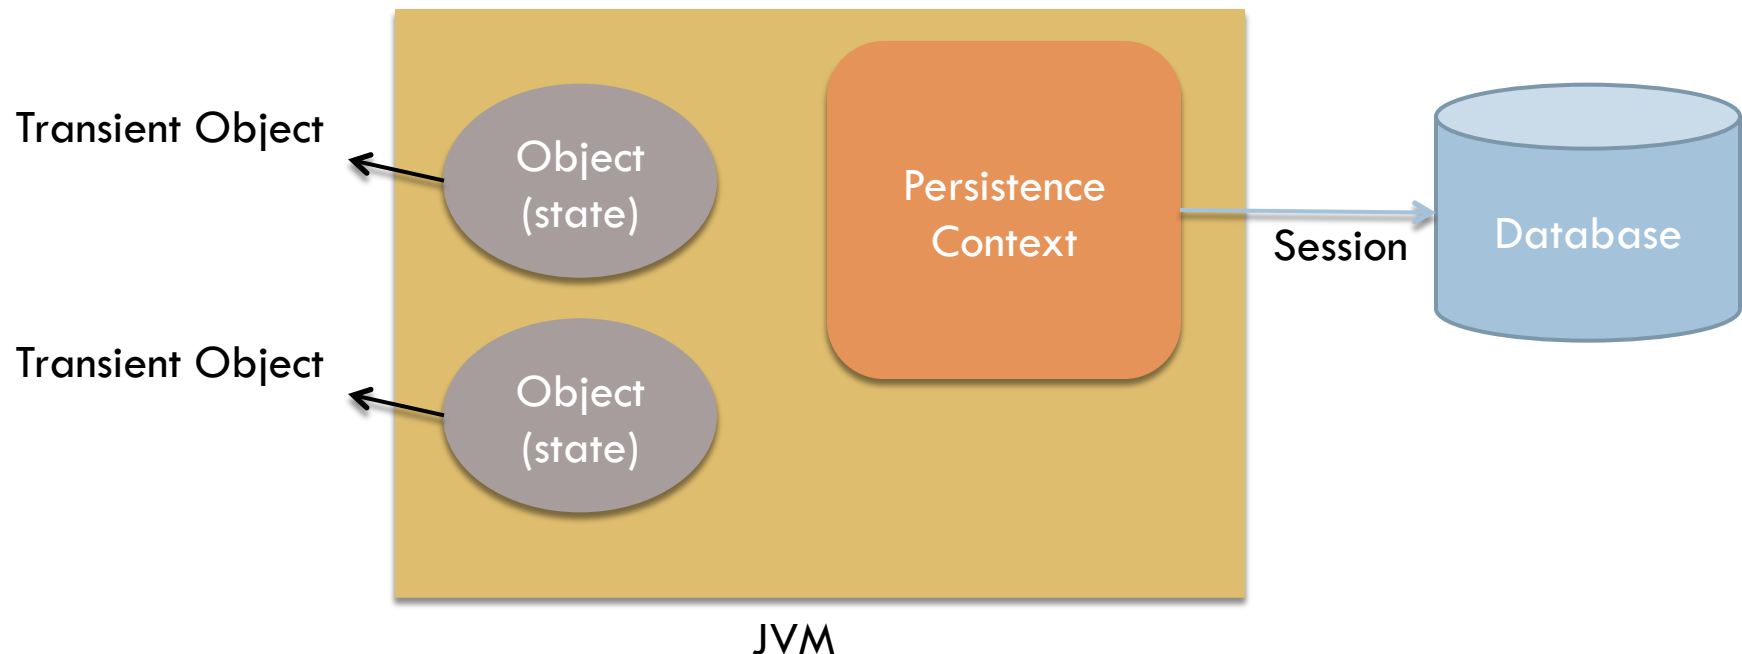 Transient Object
Object
(state)
Persistence
Context
Session
Database
Transient Object
Object
(state)
JVM